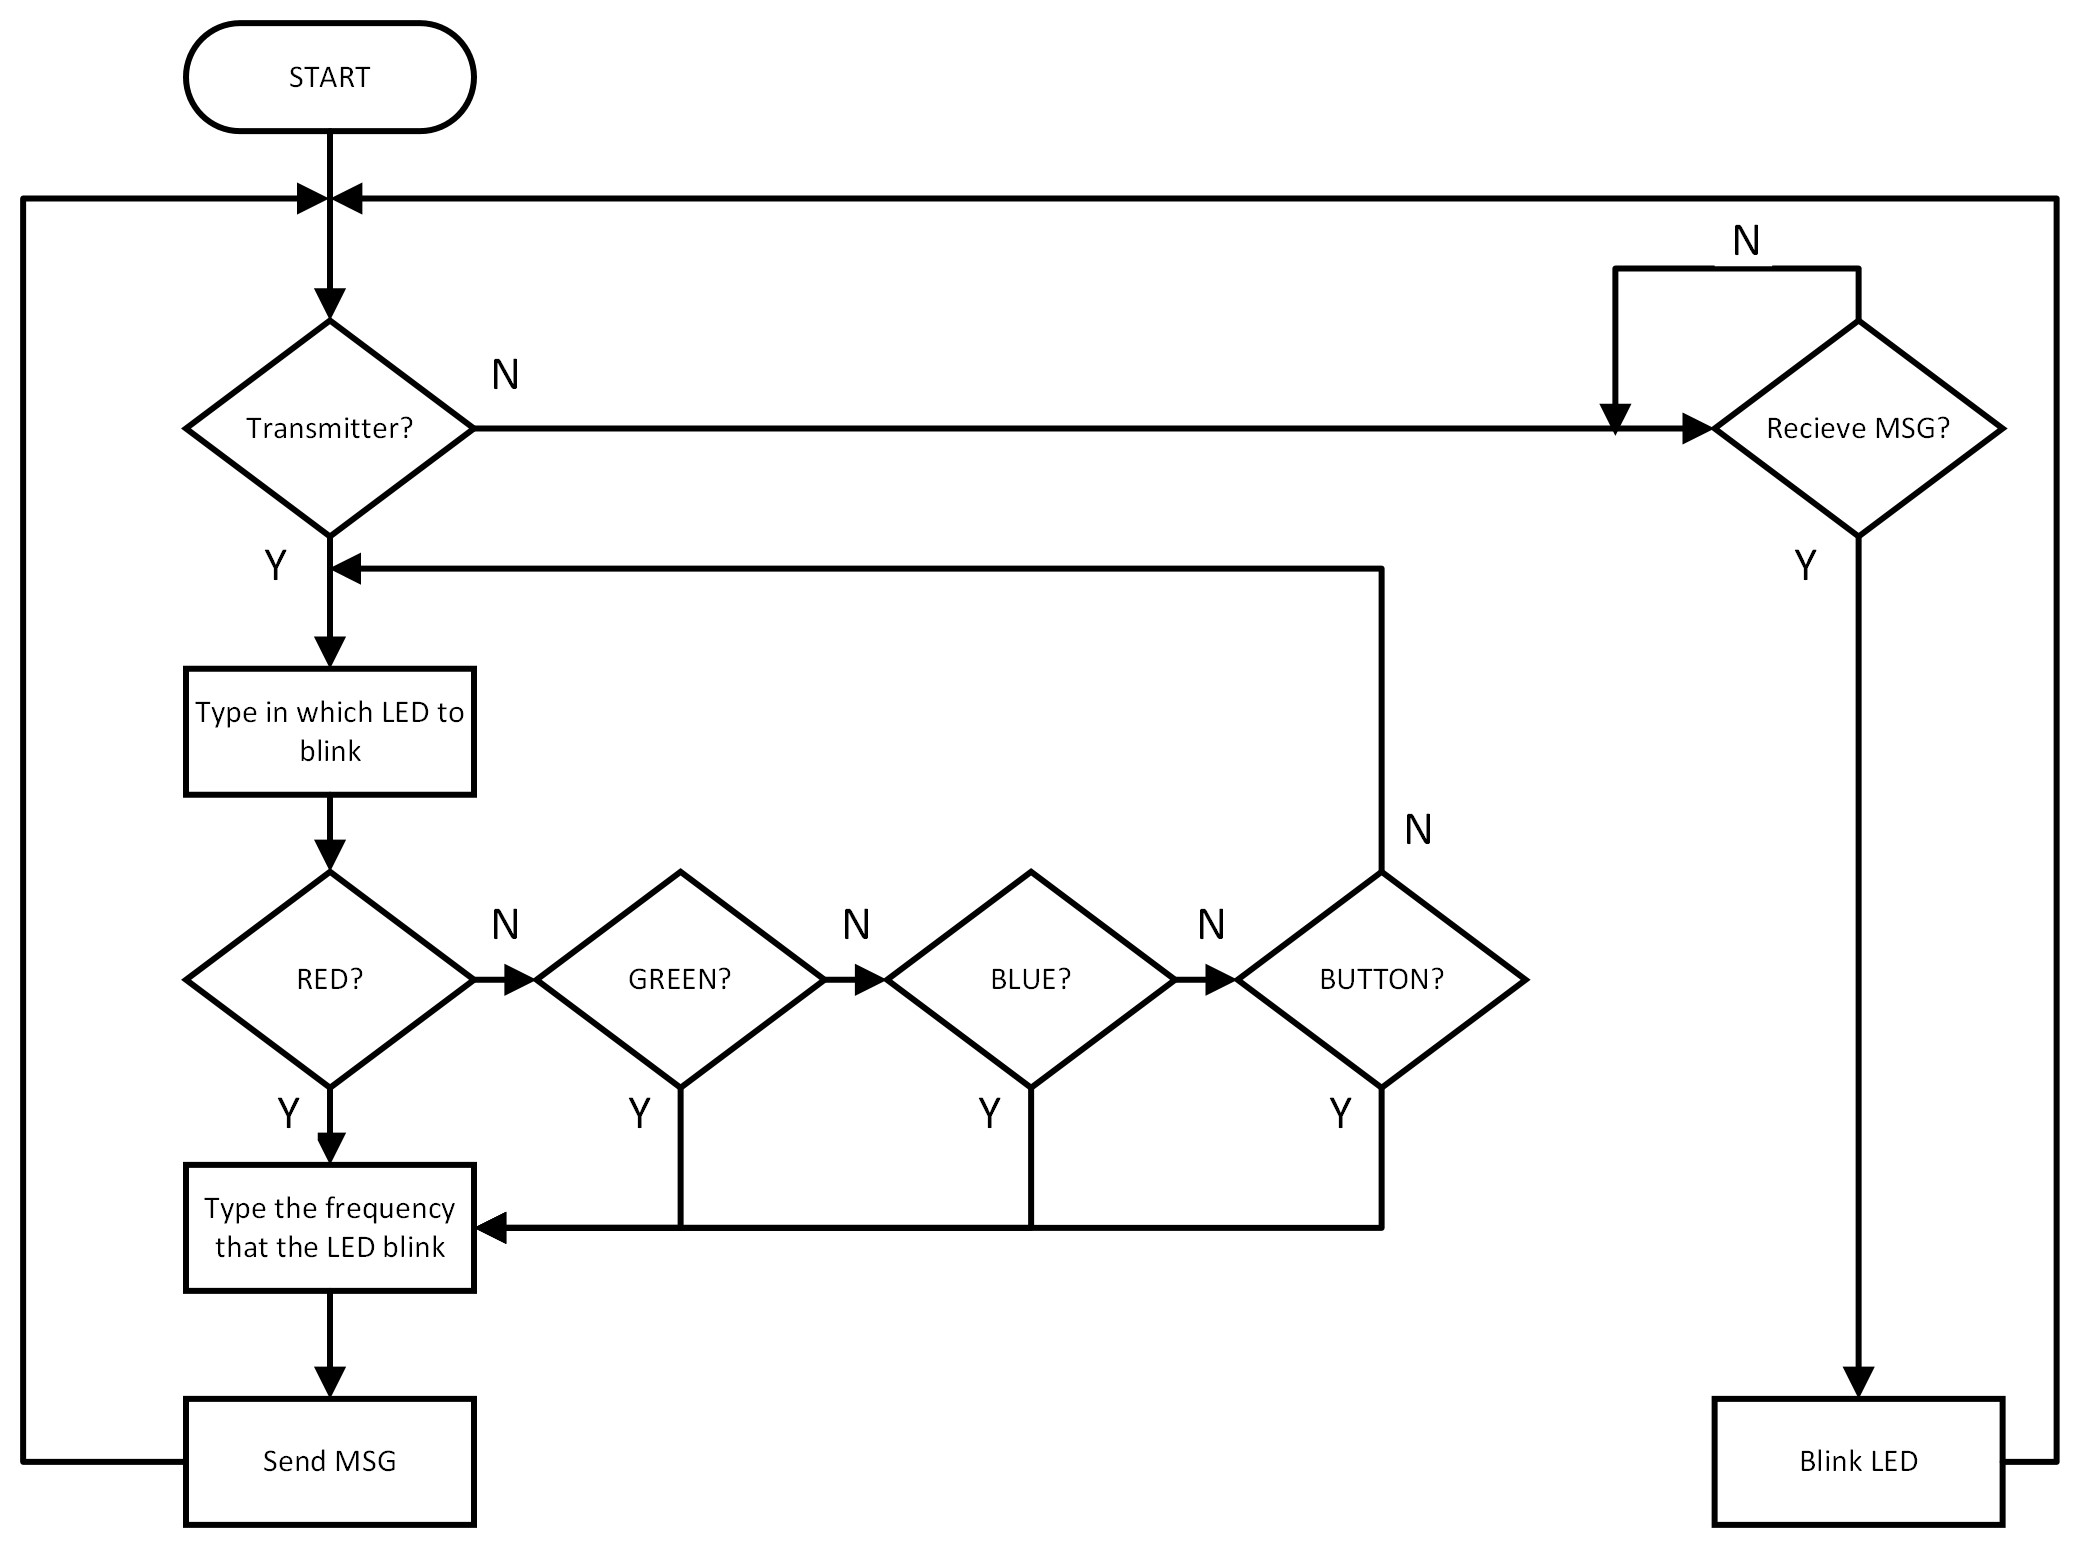 START
N
Transmitter?
N
Recieve MSG?
Y
Y
Type in which LED to
blink
N
RED?
N
GREEN?
N
BLUE?
N
BUTTON?
Y
Y
Y
Y
Type the frequency
that the LED blink
Send MSG
Blink LED